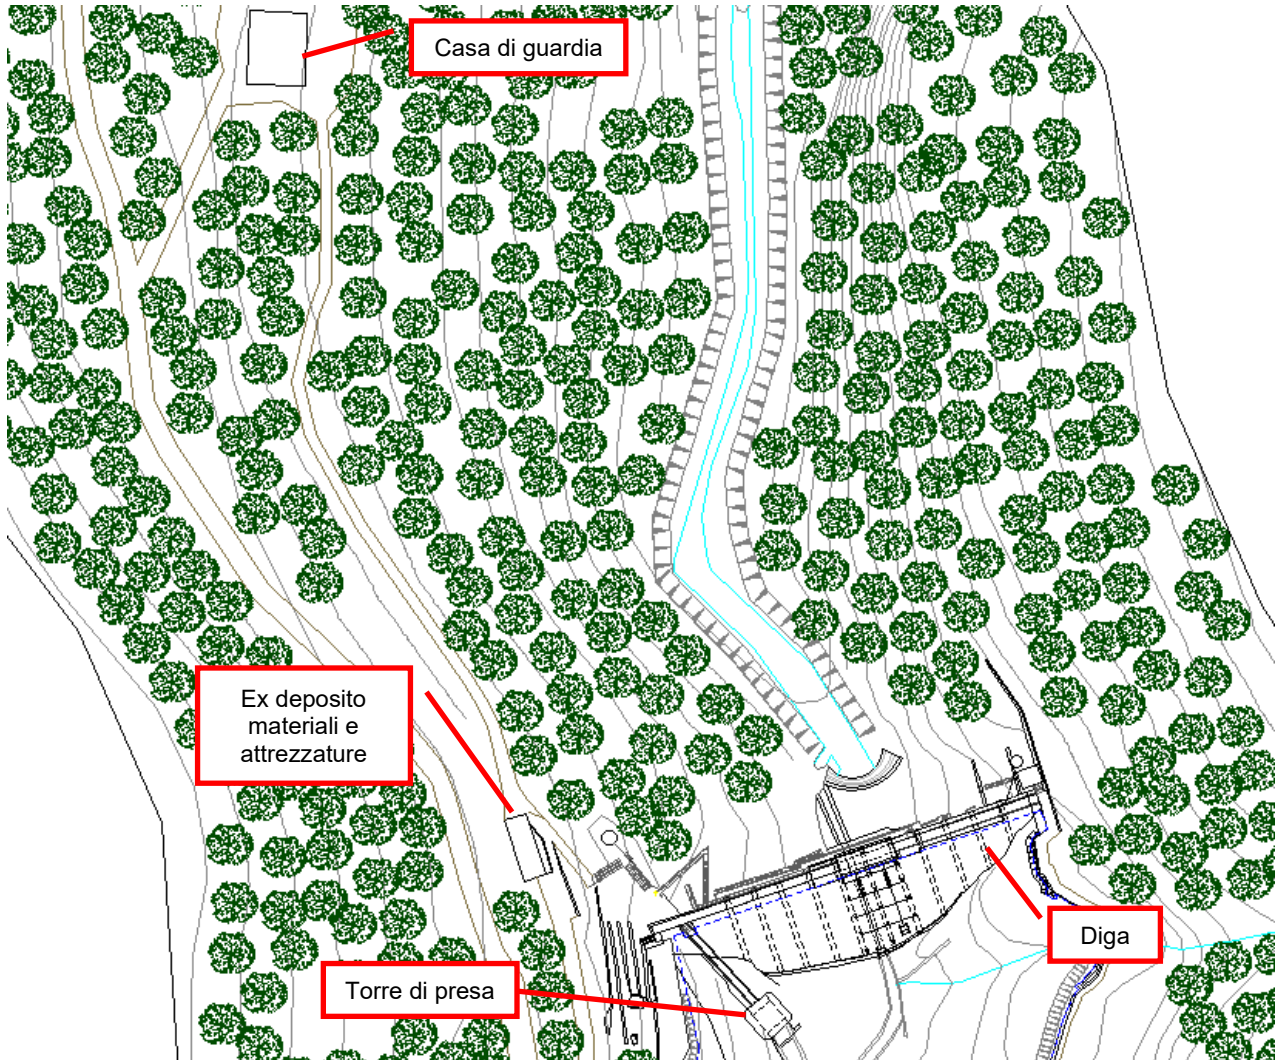 Casa di guardia
Ex deposito
materiali e
attrezzature
Diga
Torre di presa